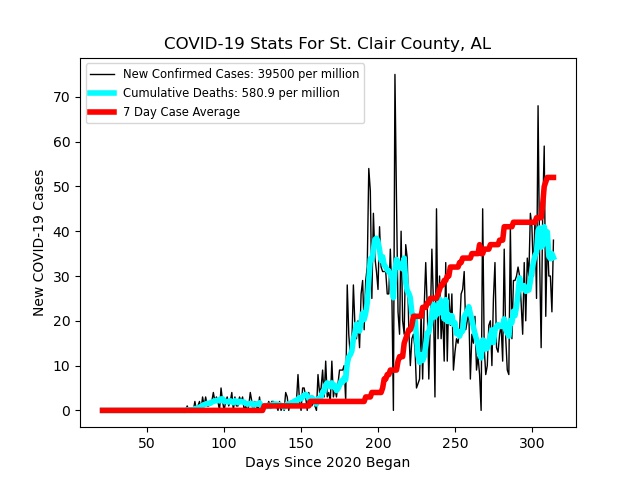 COVID-19 Stats For St. Clair County, AL
New Confirmed Cases: 39500 per million
Cumulative Deaths: 580.9 per million
7 Day Case Average
New COVID-19 Cases
70
60
50
40
30
20
10
0
50 100 150 200 250 300
Days Since 2020 Began